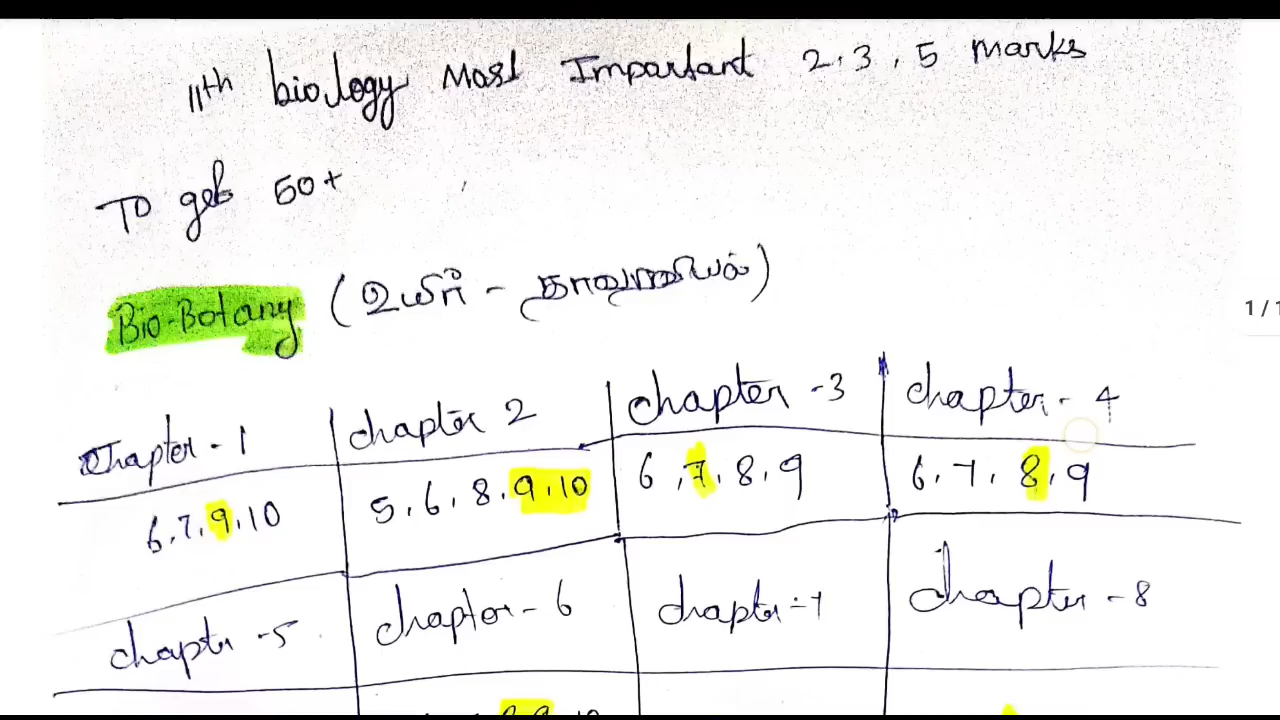 11th biology Most Important 2,3,5 marks
To get 50+
Bio-Botany (உயிர் - தாவரவியல்)
1/1
chapter-1 chapter 2 chapter-3 chapter-4
6,7,9,10 5,6,8,9,10 6,7,8,9 6,7,8,9
chapter-5 chapter-6 chapter-7 chapter-8